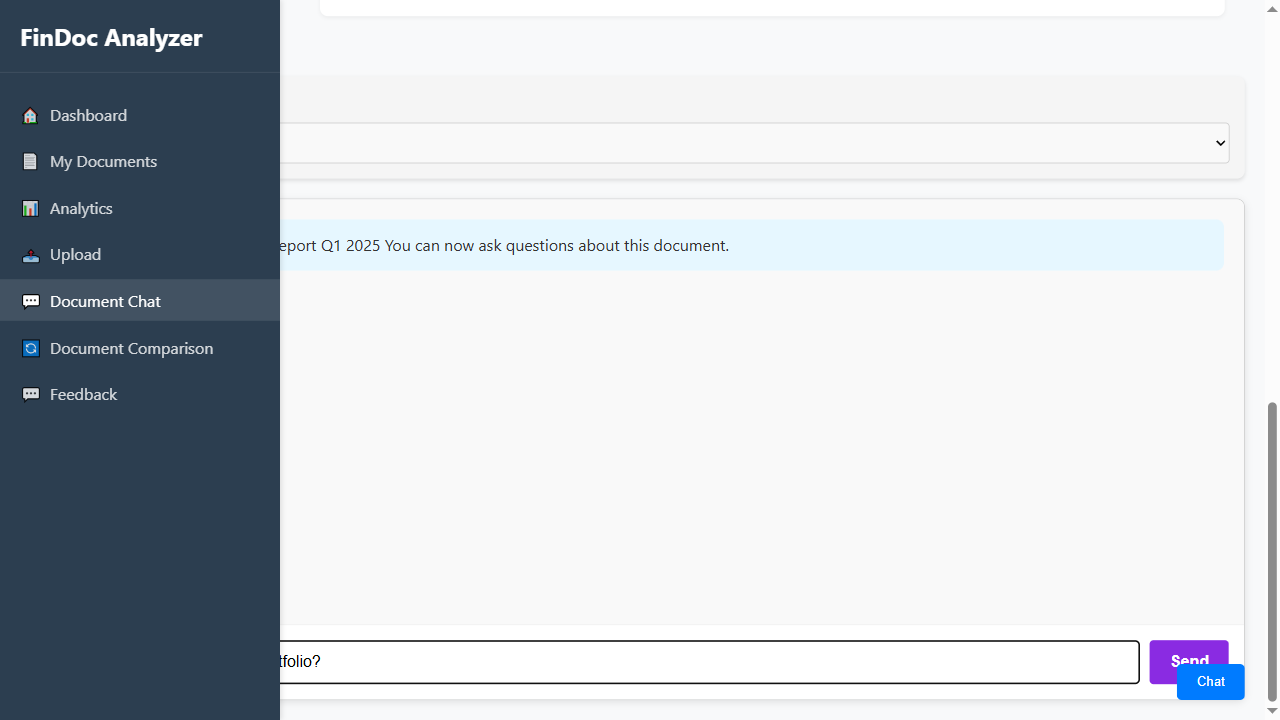 FinDoc Analyzer
Dashboard
My Documents
Analytics
Upload
Document Chat
Document Comparison
Feedback
eport Q1 2025 You can now ask questions about this document.
tfolio?
Send
Chat